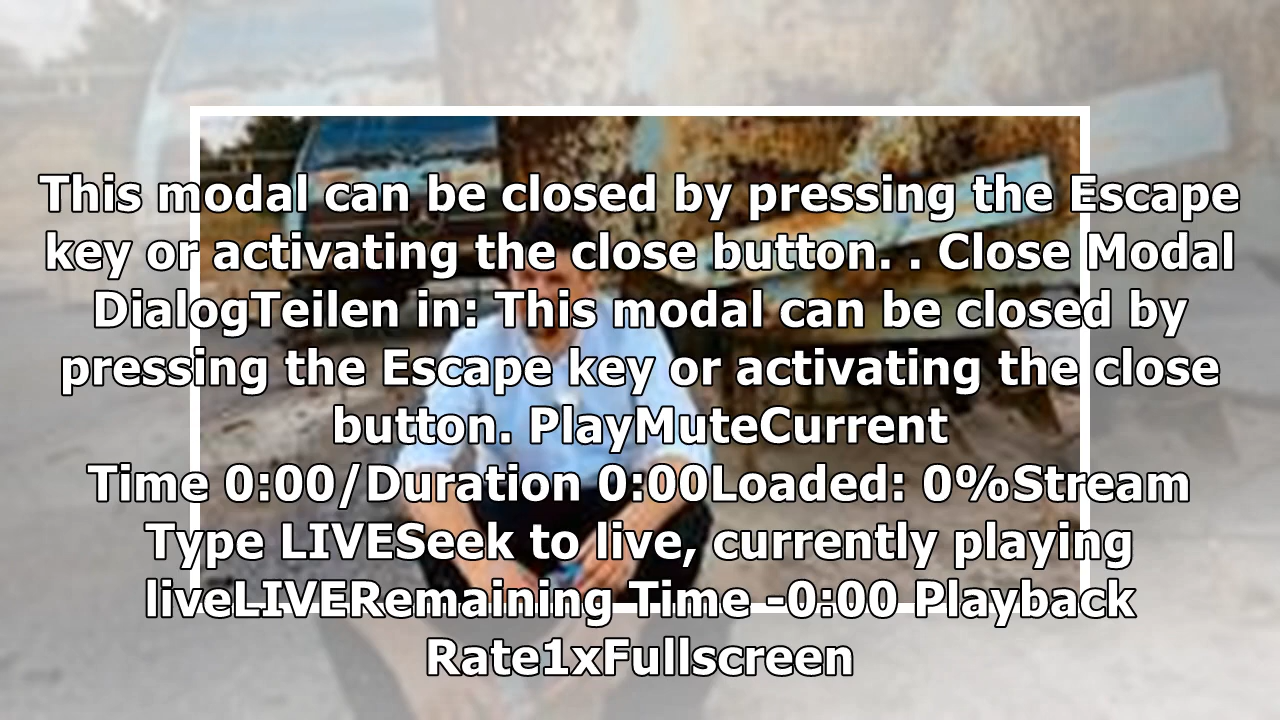 This modal can be closed by pressing the Escape
key or activating the close button. . Close Modal
DialogTeilen in: This modal can be closed by
pressing the Escape key or activating the close
button. PlayMuteCurrent
Time 0:00/Duration 0:00Loaded: 0%Stream
Type LIVESeek to live, currently playing
liveLIVERemaining Time -0:00 Playback
Rate1xFullscreen